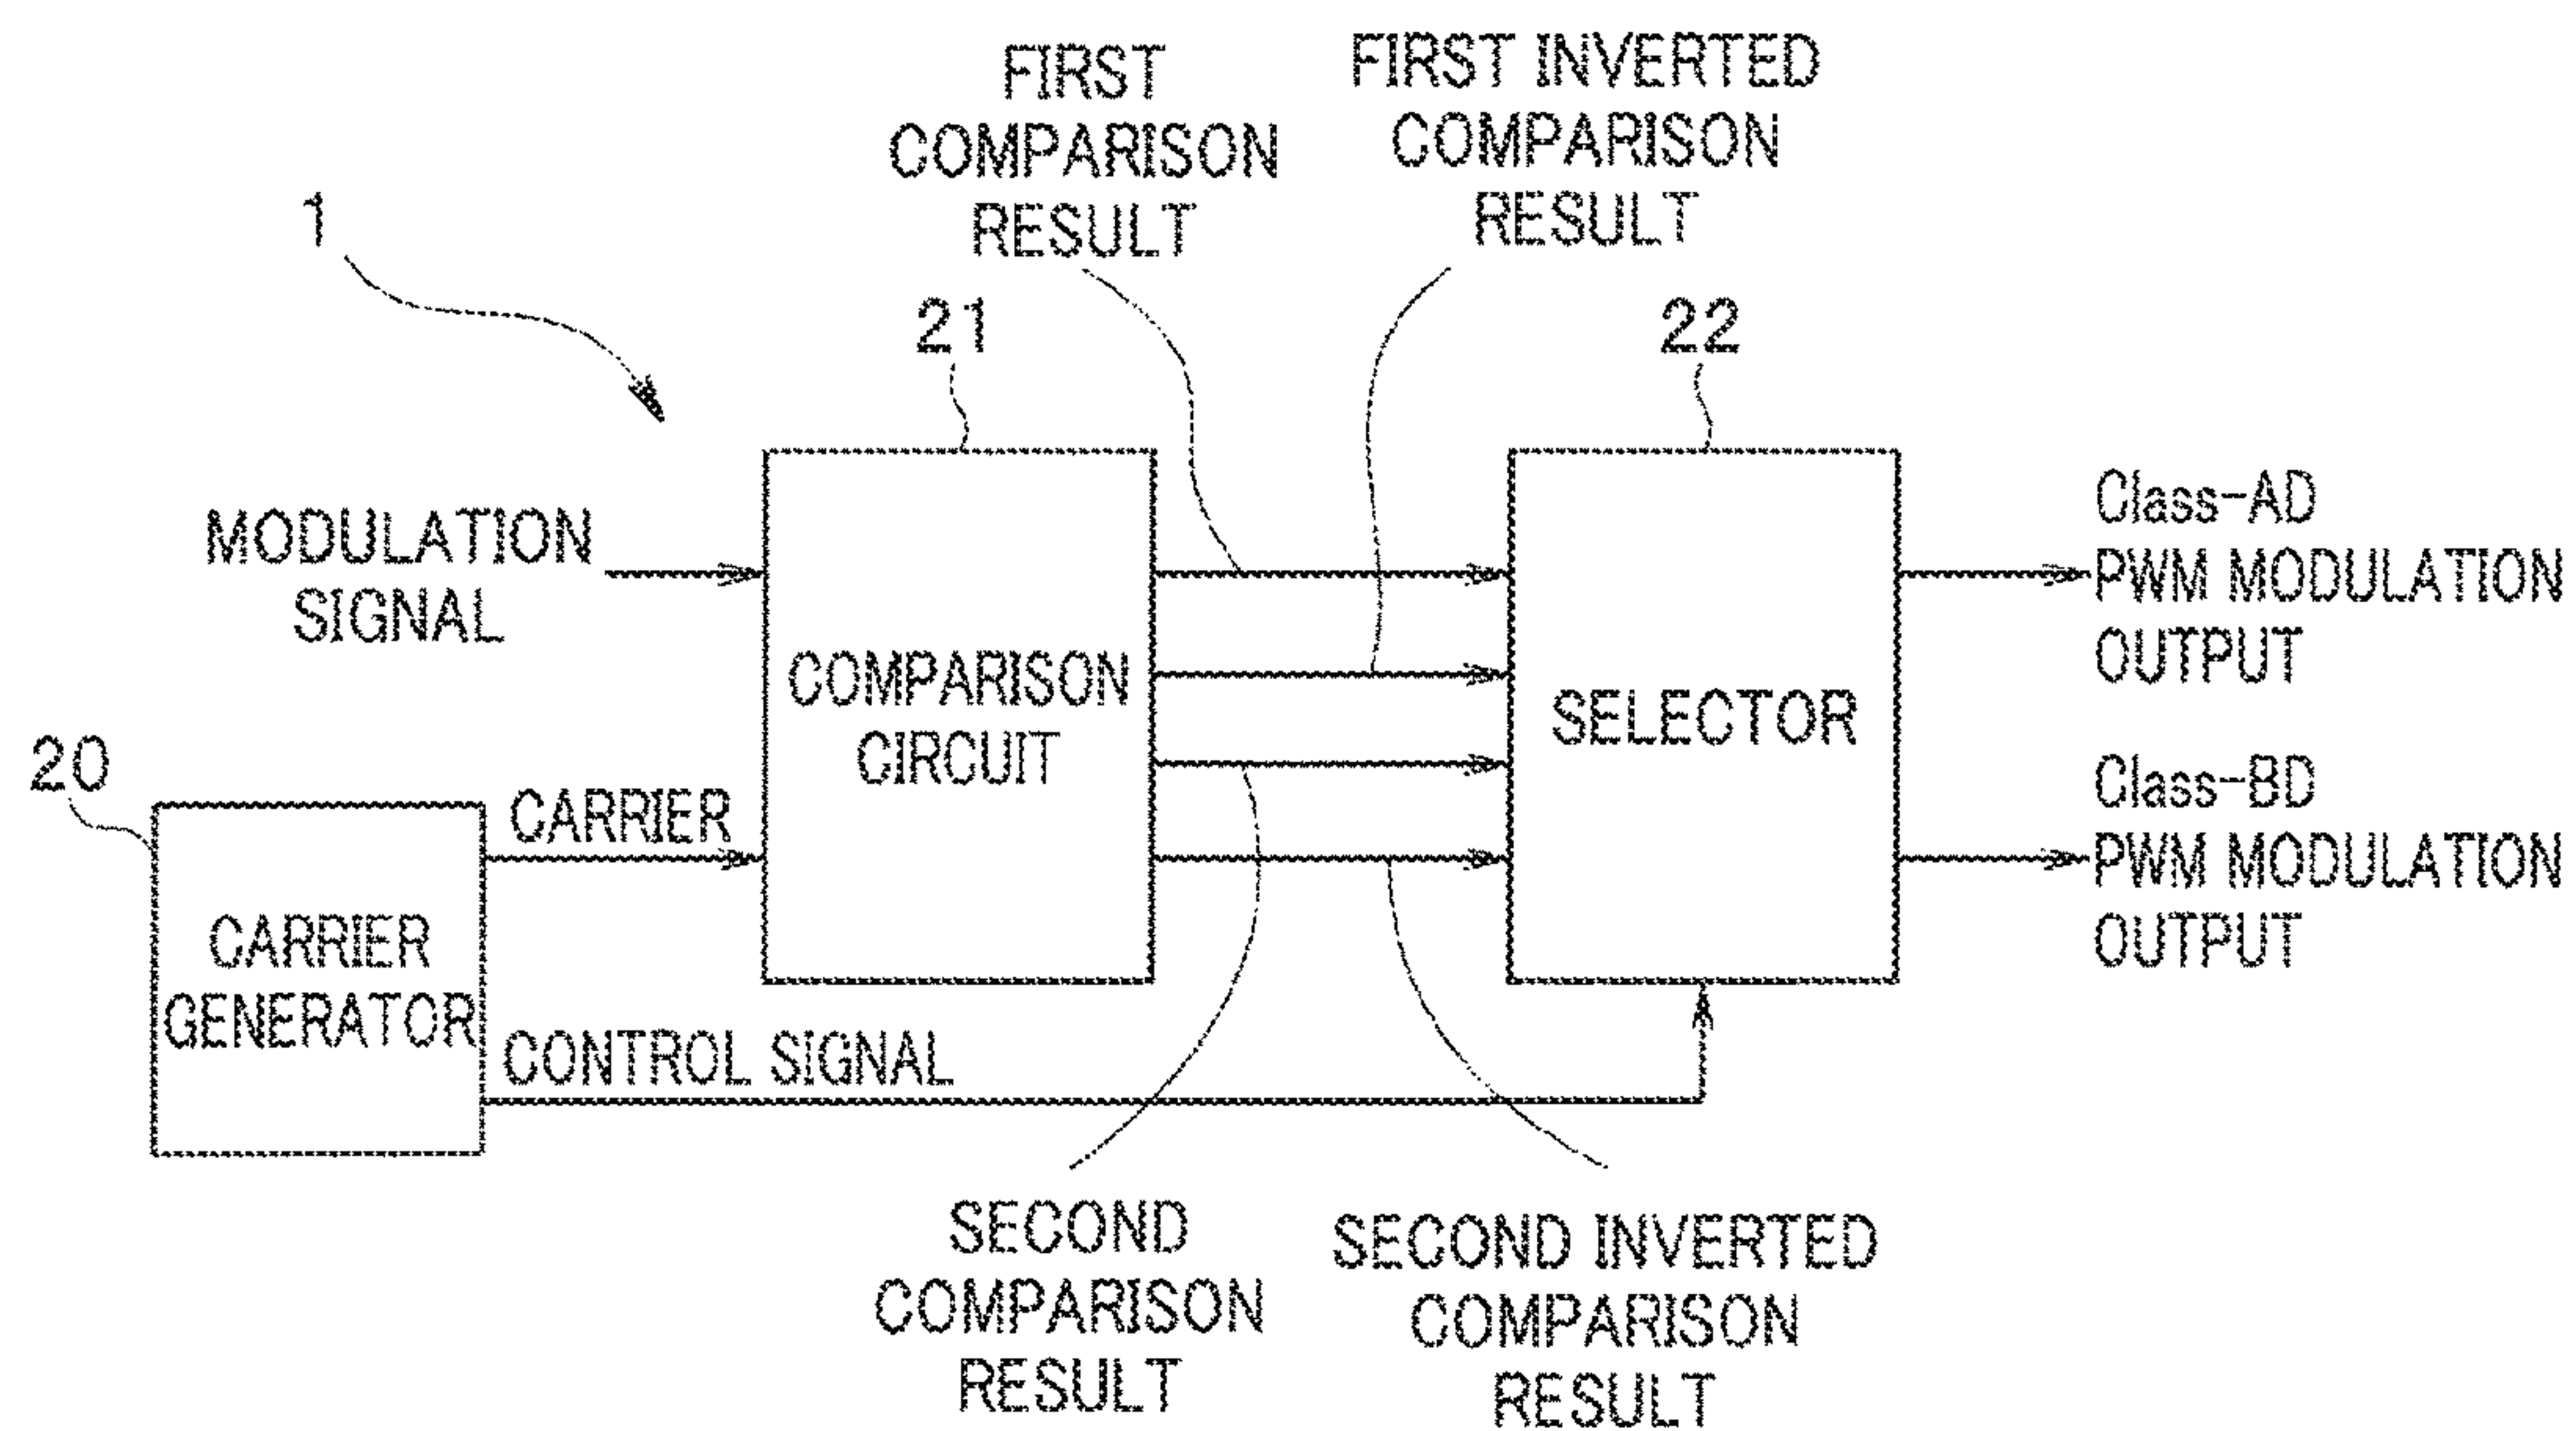 FIRST
COMPARISON
RESULT
FIRST INVERTED
COMPARISON
RESULT
1
21
22
MODULATION
SIGNAL
COMPARISON
CIRCUIT
SELECTOR
Class-AD
PWM MODULATION
OUTPUT
Class-BD
PWM MODULATION
OUTPUT
20
CARRIER
CARRIER
GENERATOR
CONTROL SIGNAL
SECOND
COMPARISON
RESULT
SECOND INVERTED
COMPARISON
RESULT